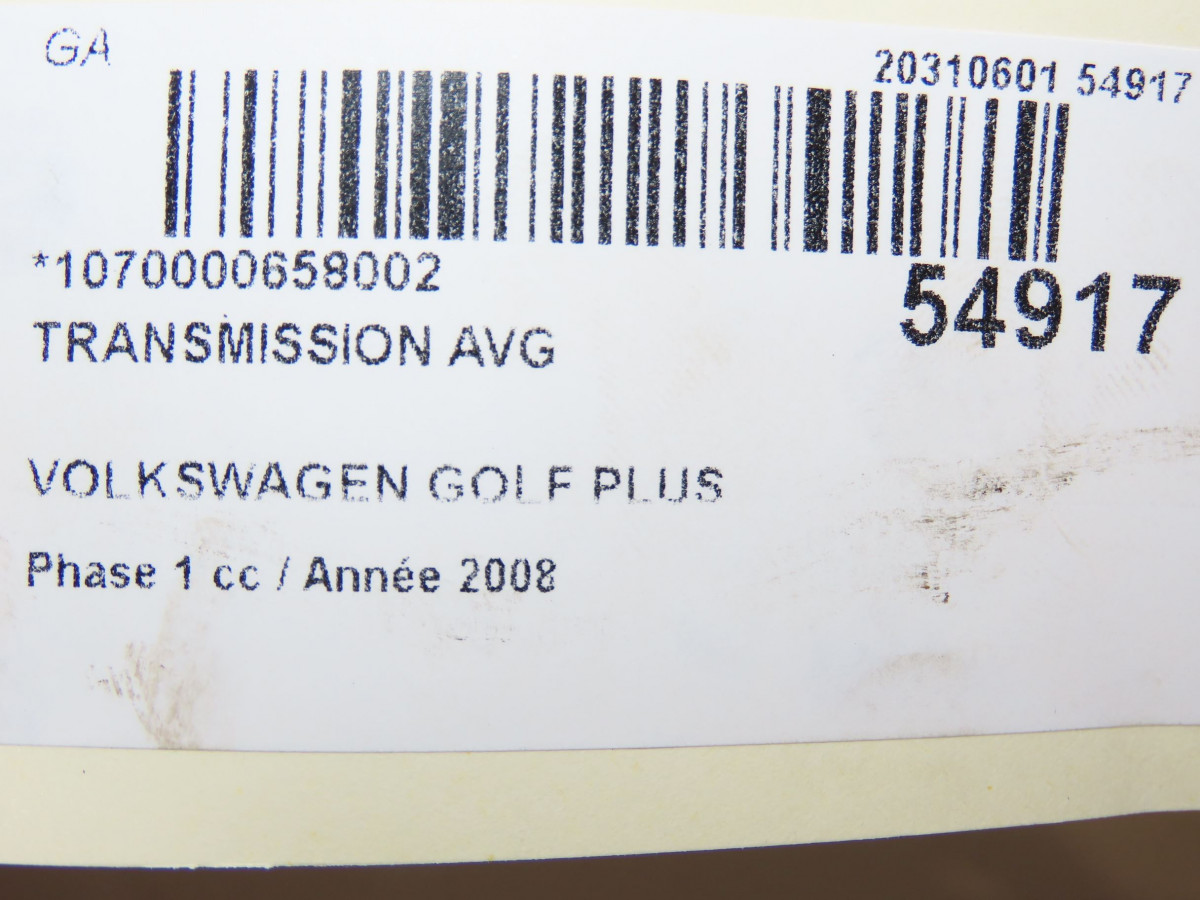 GA
20310601 54917
*1070000658002
54917
TRANSMISSION AVG
VOLKSWAGEN GOLF PLUS
Phase 1 cc / Année 2008